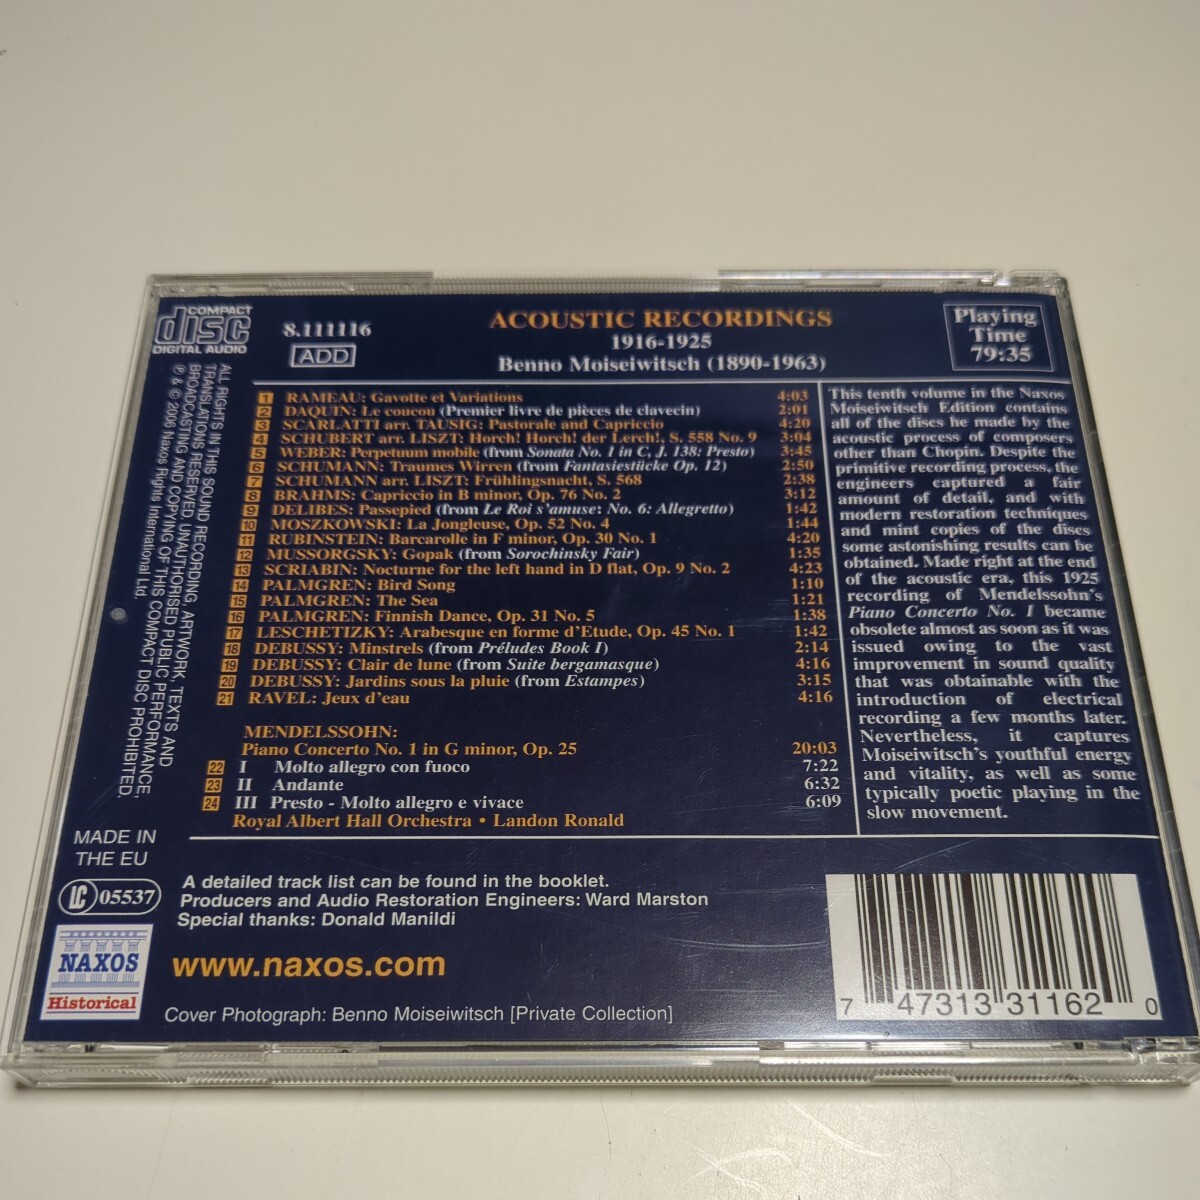 COMPACT
disc
DIGITAL AUDIO
8.111116
ADD
ACOUSTIC RECORDINGS
1916-1925
Benno Moiseiwitsch (1890-1963)
Playing
Time
79:35
1 RAMEAU: Gavotte et Variations 4:03
2 DAQUIN: Le coucou (Premier livre de pièces de clavecin) 2:01
3 SCARLATTI arr. TAUSIG: Pastorale and Capriccio 4:20
4 SCHUBERT arr. LISZT: Horch! Horch! der Lerch!, S. 558 No. 9 3:04
5 WEBER: Perpetuum mobile (from Sonata No. 1 in C, J. 138: Presto) 3:45
6 SCHUMANN: Traumes Wirren (from Fantasiestücke Op. 12) 2:50
7 SCHUMANN arr. LISZT: Frühlingsnacht, S. 568 2:38
8 BRAHMS: Capriccio in B minor, Op. 76 No. 2 3:12
9 DELIBES: Passepied (from Le Roi s'amuse: No. 6: Allegretto) 1:42
10 MOSZKOWSKI: La Jongleuse, Op. 52 No. 4 1:44
11 RUBINSTEIN: Barcarolle in F minor, Op. 30 No. 1 4:20
12 MUSSORGSKY: Gopak (from Sorochinsky Fair) 1:35
13 SCRIABIN: Nocturne for the left hand in D flat, Op. 9 No. 2 4:23
14 PALMGREN: Bird Song 1:10
15 PALMGREN: The Sea 1:21
16 PALMGREN: Finnish Dance, Op. 31 No. 5 1:38
17 LESCHETIZKY: Arabesque en forme d'Etude, Op. 45 No. 1 1:42
18 DEBUSSY: Minstrels (from Préludes Book I) 2:14
19 DEBUSSY: Clair de lune (from Suite bergamasque) 4:16
20 DEBUSSY: Jardins sous la pluie (from Estampes) 3:15
21 RAVEL: Jeux d'eau 4:16
MENDELSSOHN:
Piano Concerto No. 1 in G minor, Op. 25 20:03
22 I Molto allegro con fuoco 7:22
23 II Andante 6:32
24 III Presto - Molto allegro e vivace 6:09
Royal Albert Hall Orchestra • Landon Ronald
This tenth volume in the Naxos
Moiseiwitsch Edition contains
all of the discs he made by the
acoustic process of composers
other than Chopin. Despite the
primitive recording process, the
engineers captured a fair
amount of detail, and with
modern restoration techniques
and mint copies of the discs
some astonishing results can be
obtained. Made right at the end
of the acoustic era, this 1925
recording of Mendelssohn's
Piano Concerto No. 1 became
obsolete almost as soon as it was
issued owing to the vast
improvement in sound quality
that was obtainable with the
introduction of electrical
recording a few months later.
Nevertheless, it captures
Moiseiwitsch's youthful energy
and vitality, as well as some
typically poetic playing in the
slow movement.
ALL RIGHTS IN THIS SOUND RECORDING, ARTWORK, TEXTS AND
TRANSLATIONS RESERVED. UNAUTHORISED PUBLIC PERFORMANCE,
BROADCASTING AND COPYING OF THIS COMPACT DISC PROHIBITED.
℗ & © 2006 Naxos Rights International Ltd.
MADE IN
THE EU
LC 05537
NAXOS
Historical
A detailed track list can be found in the booklet.
Producers and Audio Restoration Engineers: Ward Marston
Special thanks: Donald Manildi
www.naxos.com
Cover Photograph: Benno Moiseiwitsch [Private Collection]
7 47313 31162 0